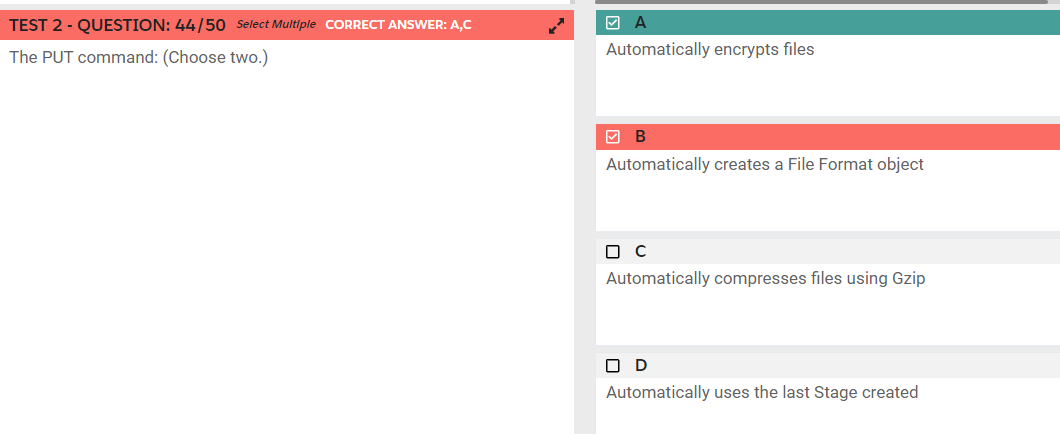 TEST 2 - QUESTION: 44/50 Select Multiple CORRECT ANSWER: A,C
The PUT command: (Choose two.)
A
Automatically encrypts files
B
Automatically creates a File Format object
C
Automatically compresses files using Gzip
D
Automatically uses the last Stage created